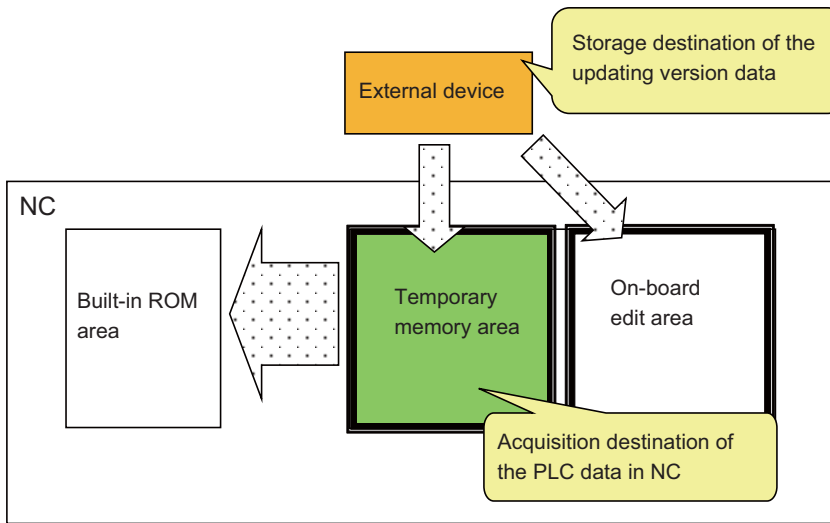 Storage destination of the
updating version data
External device
NC
Built-in ROM
area
Temporary
memory area
On-board
edit area
Acquisition destination of
the PLC data in NC